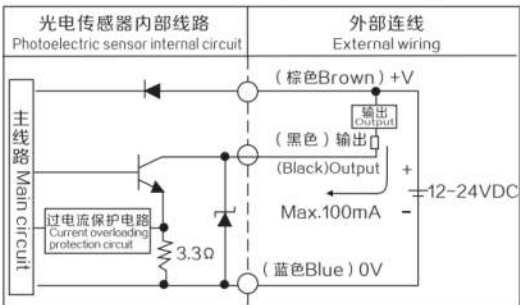 光电传感器内部线路
Photoelectric sensor internal circuit
外部连线
External wiring
主线路 Main circuit
（棕色Brown）+V
输出
Output
（黑色）输出
(Black)Output
Max.100mA
+
12-24VDC
-
过电流保护电路
Current overloading
protection circuit
3.3Ω
（蓝色Blue）0V